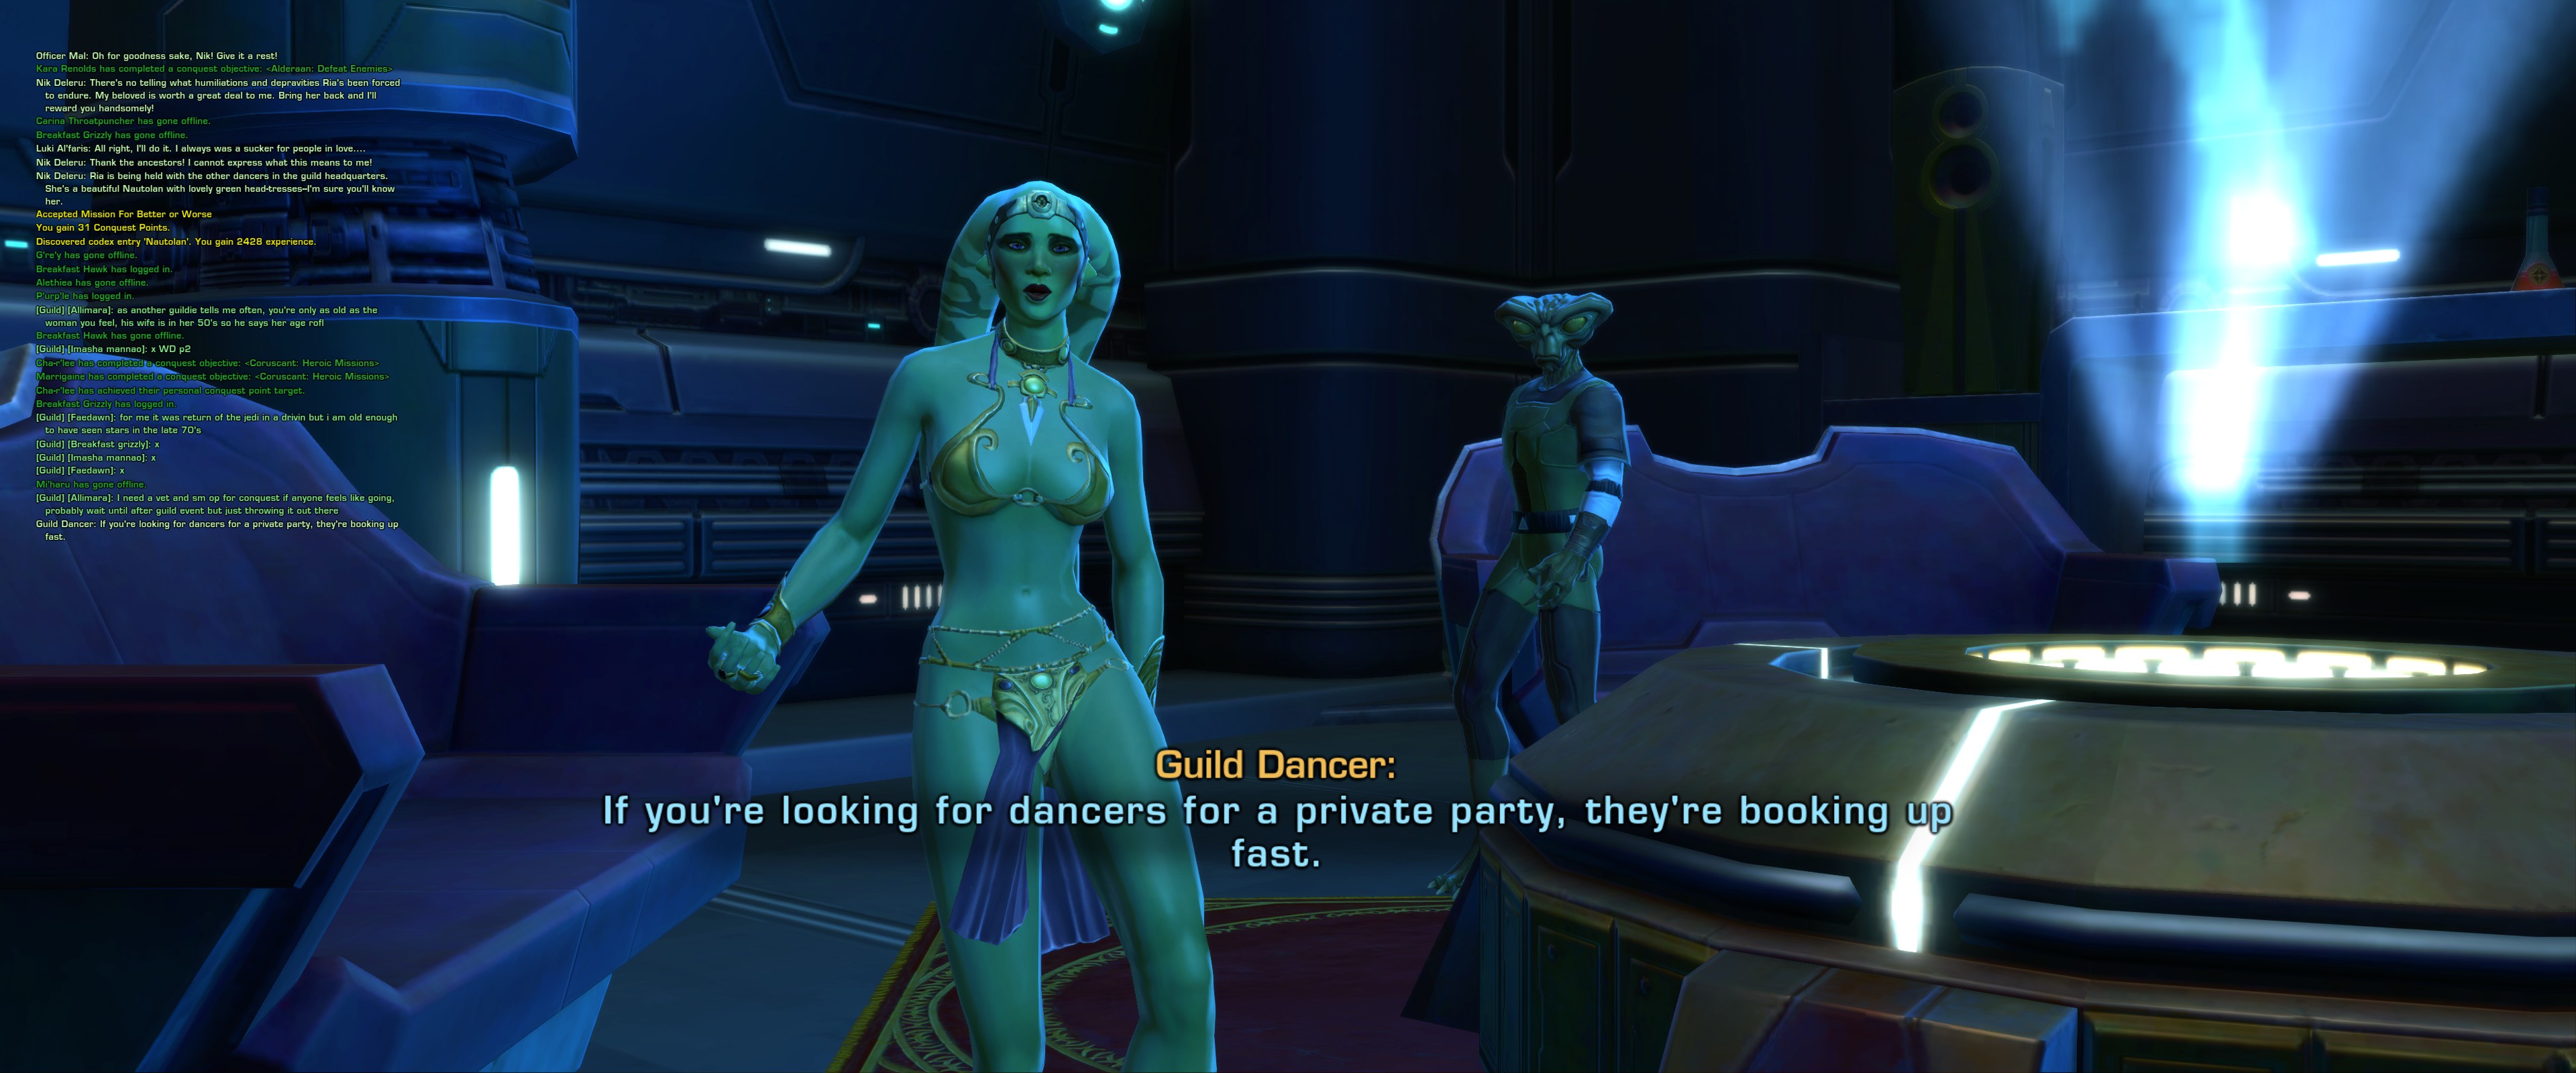 Officer Mal: Oh for goodness sake, Nik! Give it a rest!
Kara Renolds has completed a conquest objective: <Alderaan: Defeat Enemies>
Nik Deleru: There's no telling what humiliations and depravities Ria's been forced
to endure. My beloved is worth a great deal to me. Bring her back and I'll
reward you handsomely!
Carina Throatpuncher has gone offline.
Breakfast Grizzly has gone offline.
Luki Al'faris: All right, I'll do it. I always was a sucker for people in love....
Nik Deleru: Thank the ancestors! I cannot express what this means to me!
Nik Deleru: Ria is being held with the other dancers in the guild headquarters.
She's a beautiful Nautolan with lovely green head-tresses—I'm sure you'll know
her.
Accepted Mission For Better or Worse
You gain 31 Conquest Points.
Discovered codex entry 'Nautolan'. You gain 2428 experience.
G're'y has gone offline.
Breakfast Hawk has logged in.
Alethiea has gone offline.
P'urp'le has logged in.
[Guild] [Allimara]: as another guildie tells me often, you're only as old as the
woman you feel, his wife is in her 50's so he says her age rofl
Breakfast Hawk has gone offline.
[Guild] [Imasha mannao]: x WD p2
Cha-r'lee has completed a conquest objective: <Coruscant: Heroic Missions>
Marrigaine has completed a conquest objective: <Coruscant: Heroic Missions>
Cha-r'lee has achieved their personal conquest point target.
Breakfast Grizzly has logged in.
[Guild] [Faedawn]: for me it was return of the jedi in a drivin but i am old enough
to have seen stars in the late 70's
[Guild] [Breakfast grizzly]: x
[Guild] [Imasha mannao]: x
[Guild] [Faedawn]: x
Mi'haru has gone offline.
[Guild] [Allimara]: I need a vet and sm op for conquest if anyone feels like going,
probably wait until after guild event but just throwing it out there
Guild Dancer: If you're looking for dancers for a private party, they're booking up
fast.
Guild Dancer:
If you're looking for dancers for a private party, they're booking up
fast.